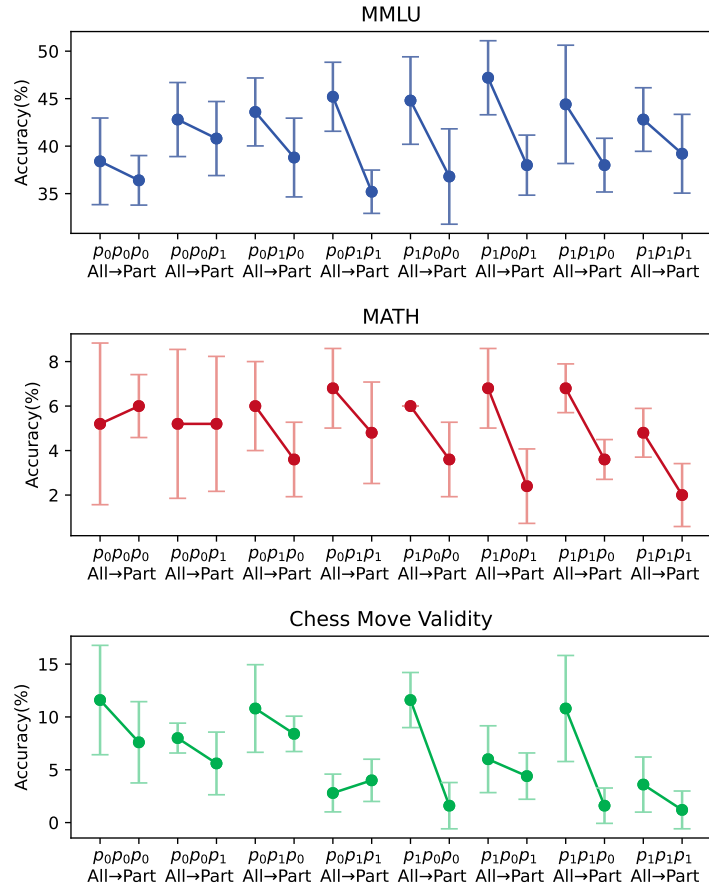 MMLU
Accuracy(%)
50
45
40
35
p₀p₀p₀ p₀p₀p₁ p₀p₁p₀ p₀p₁p₁ p₁p₀p₀ p₁p₀p₁ p₁p₁p₀ p₁p₁p₁
All→Part All→Part All→Part All→Part All→Part All→Part All→Part All→Part
MATH
Accuracy(%)
8
6
4
2
p₀p₀p₀ p₀p₀p₁ p₀p₁p₀ p₀p₁p₁ p₁p₀p₀ p₁p₀p₁ p₁p₁p₀ p₁p₁p₁
All→Part All→Part All→Part All→Part All→Part All→Part All→Part All→Part
Chess Move Validity
Accuracy(%)
15
10
5
0
p₀p₀p₀ p₀p₀p₁ p₀p₁p₀ p₀p₁p₁ p₁p₀p₀ p₁p₀p₁ p₁p₁p₀ p₁p₁p₁
All→Part All→Part All→Part All→Part All→Part All→Part All→Part All→Part